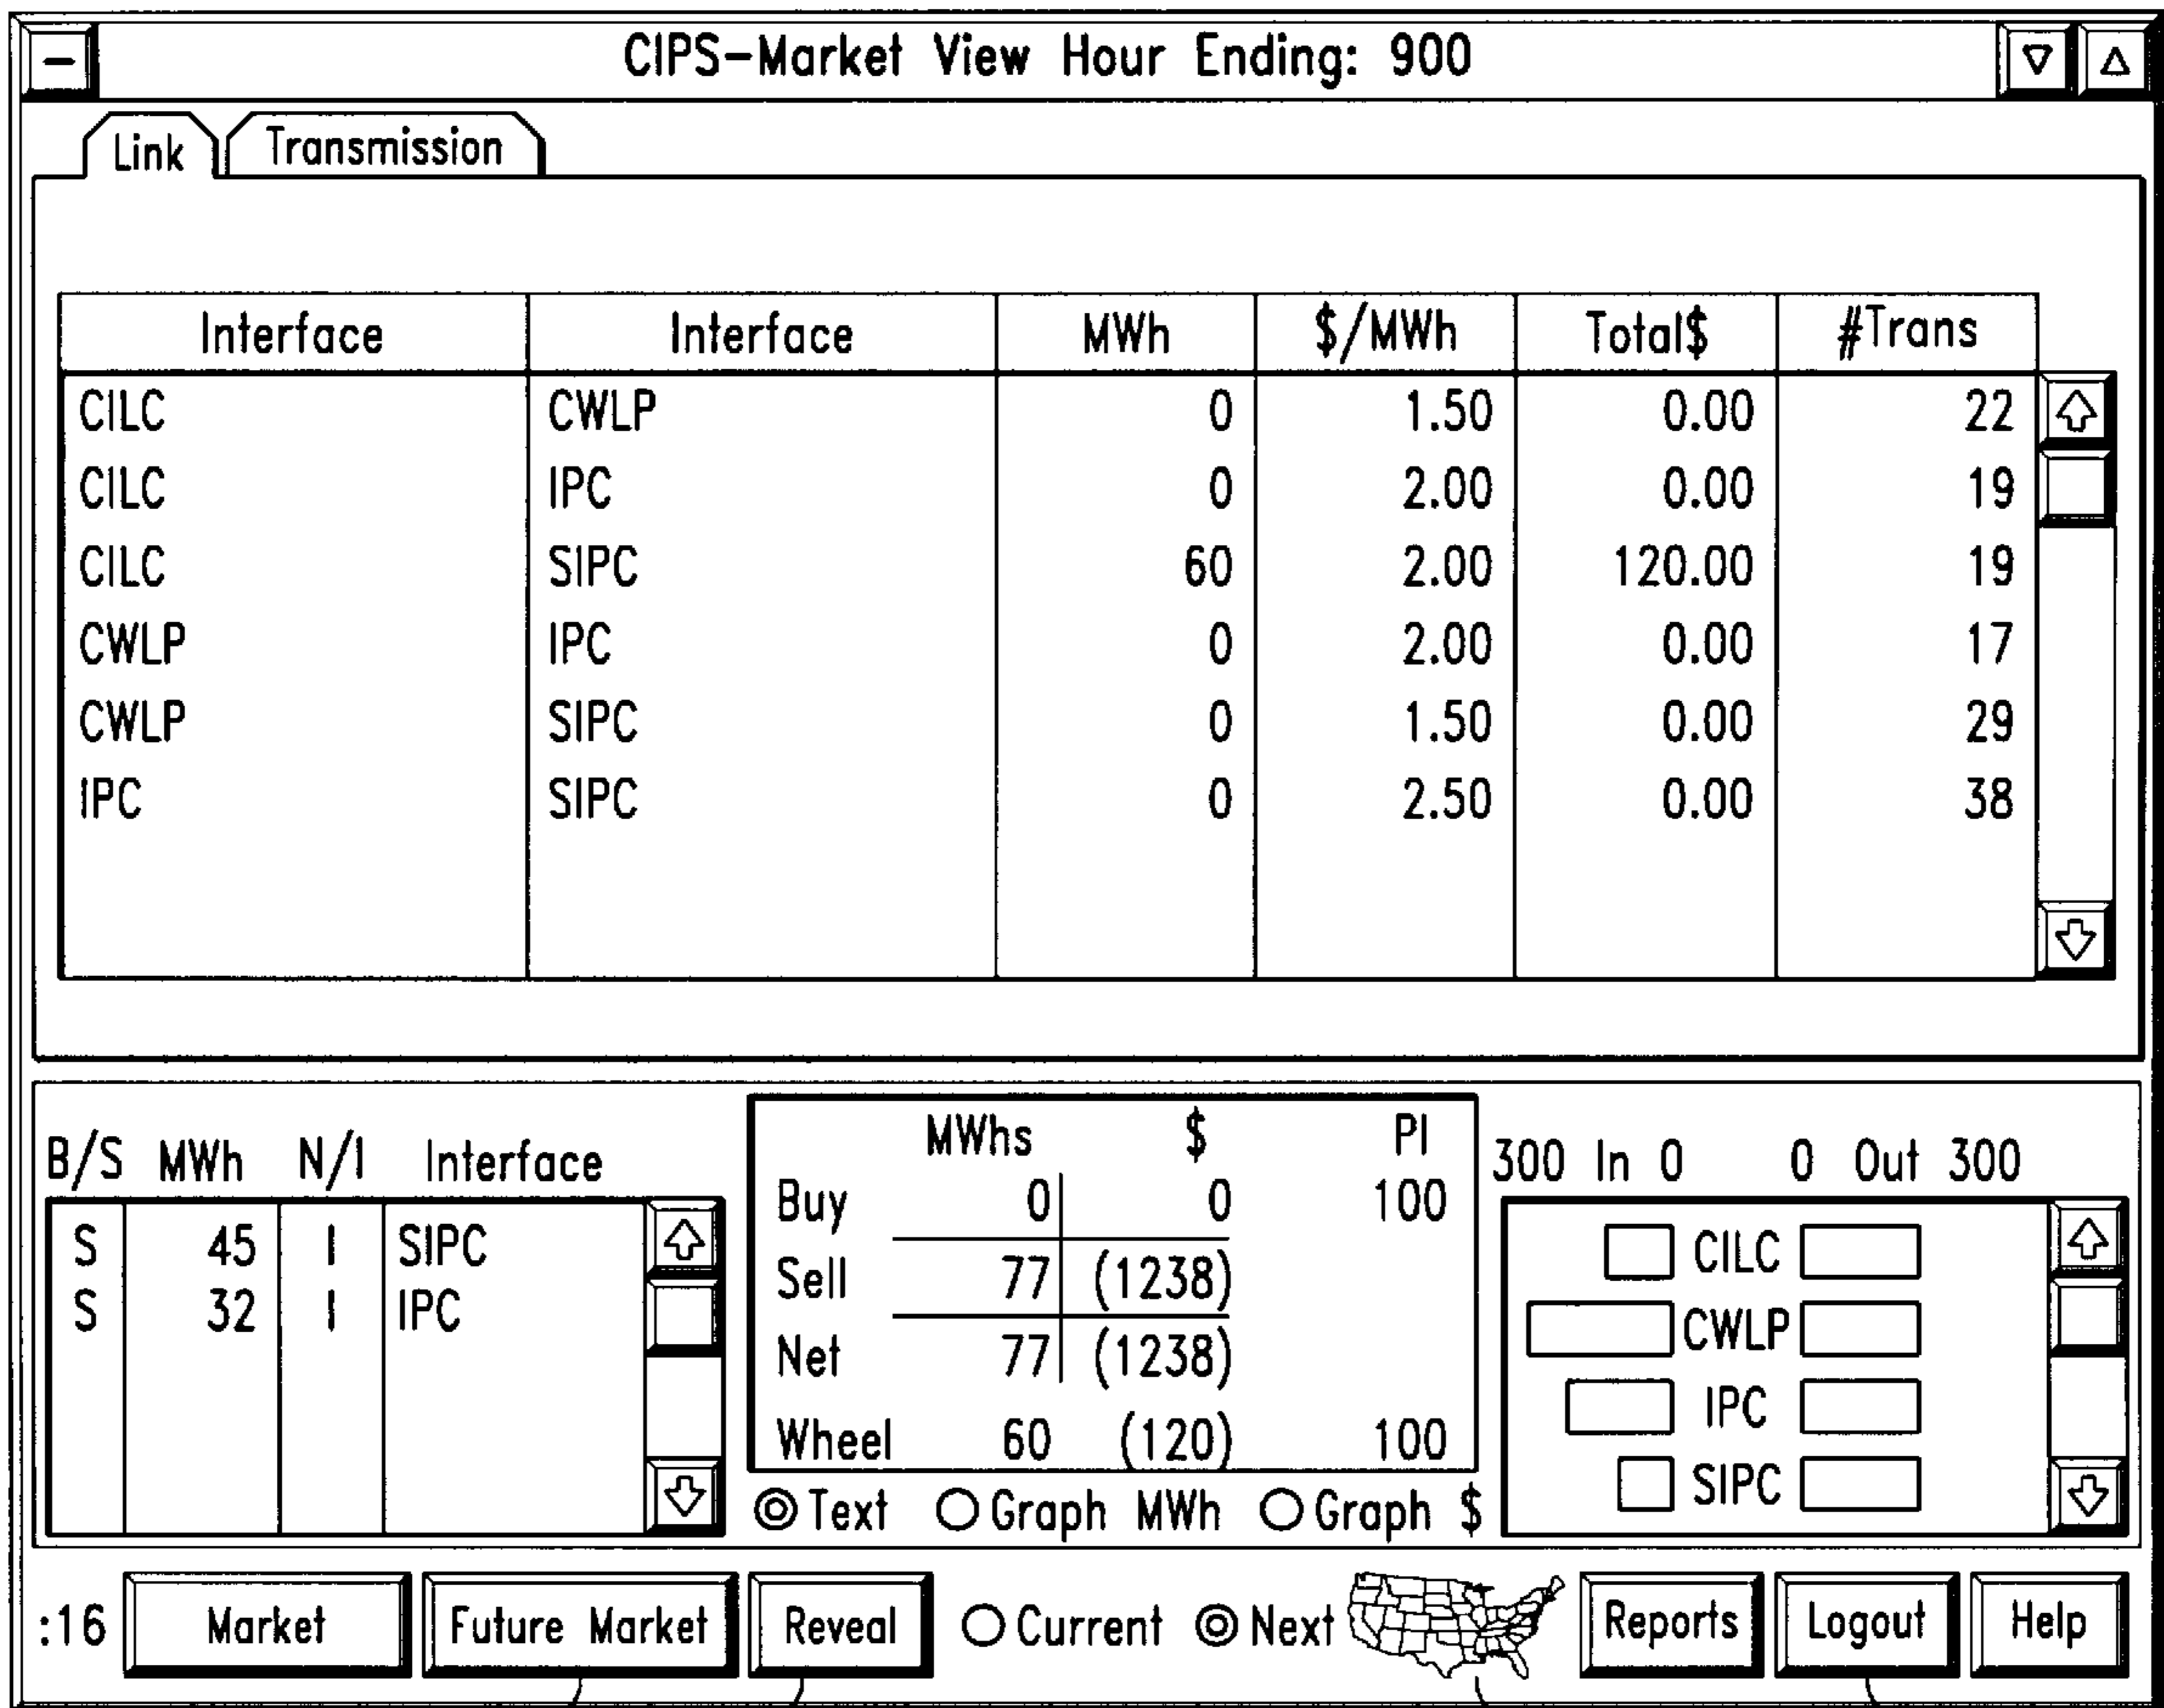 CIPS-Market View Hour Ending: 900
Link Transmission
Interface Interface MWh $/MWh Total$ #Trans
CILC CWLP 0 1.50 0.00 22
CILC IPC 0 2.00 0.00 19
CILC SIPC 60 2.00 120.00 19
CWLP IPC 0 2.00 0.00 17
CWLP SIPC 0 1.50 0.00 29
IPC SIPC 0 2.50 0.00 38
B/S MWh N/I Interface
S 45 I SIPC
S 32 I IPC
MWhs $ PI
Buy 0 0 100
Sell 77 (1238)
Net 77 (1238)
Wheel 60 (120) 100
Text Graph MWh Graph $
300 In 0 0 Out 300
CILC
CWLP
IPC
SIPC
:16 Market Future Market Reveal Current Next Reports Logout Help